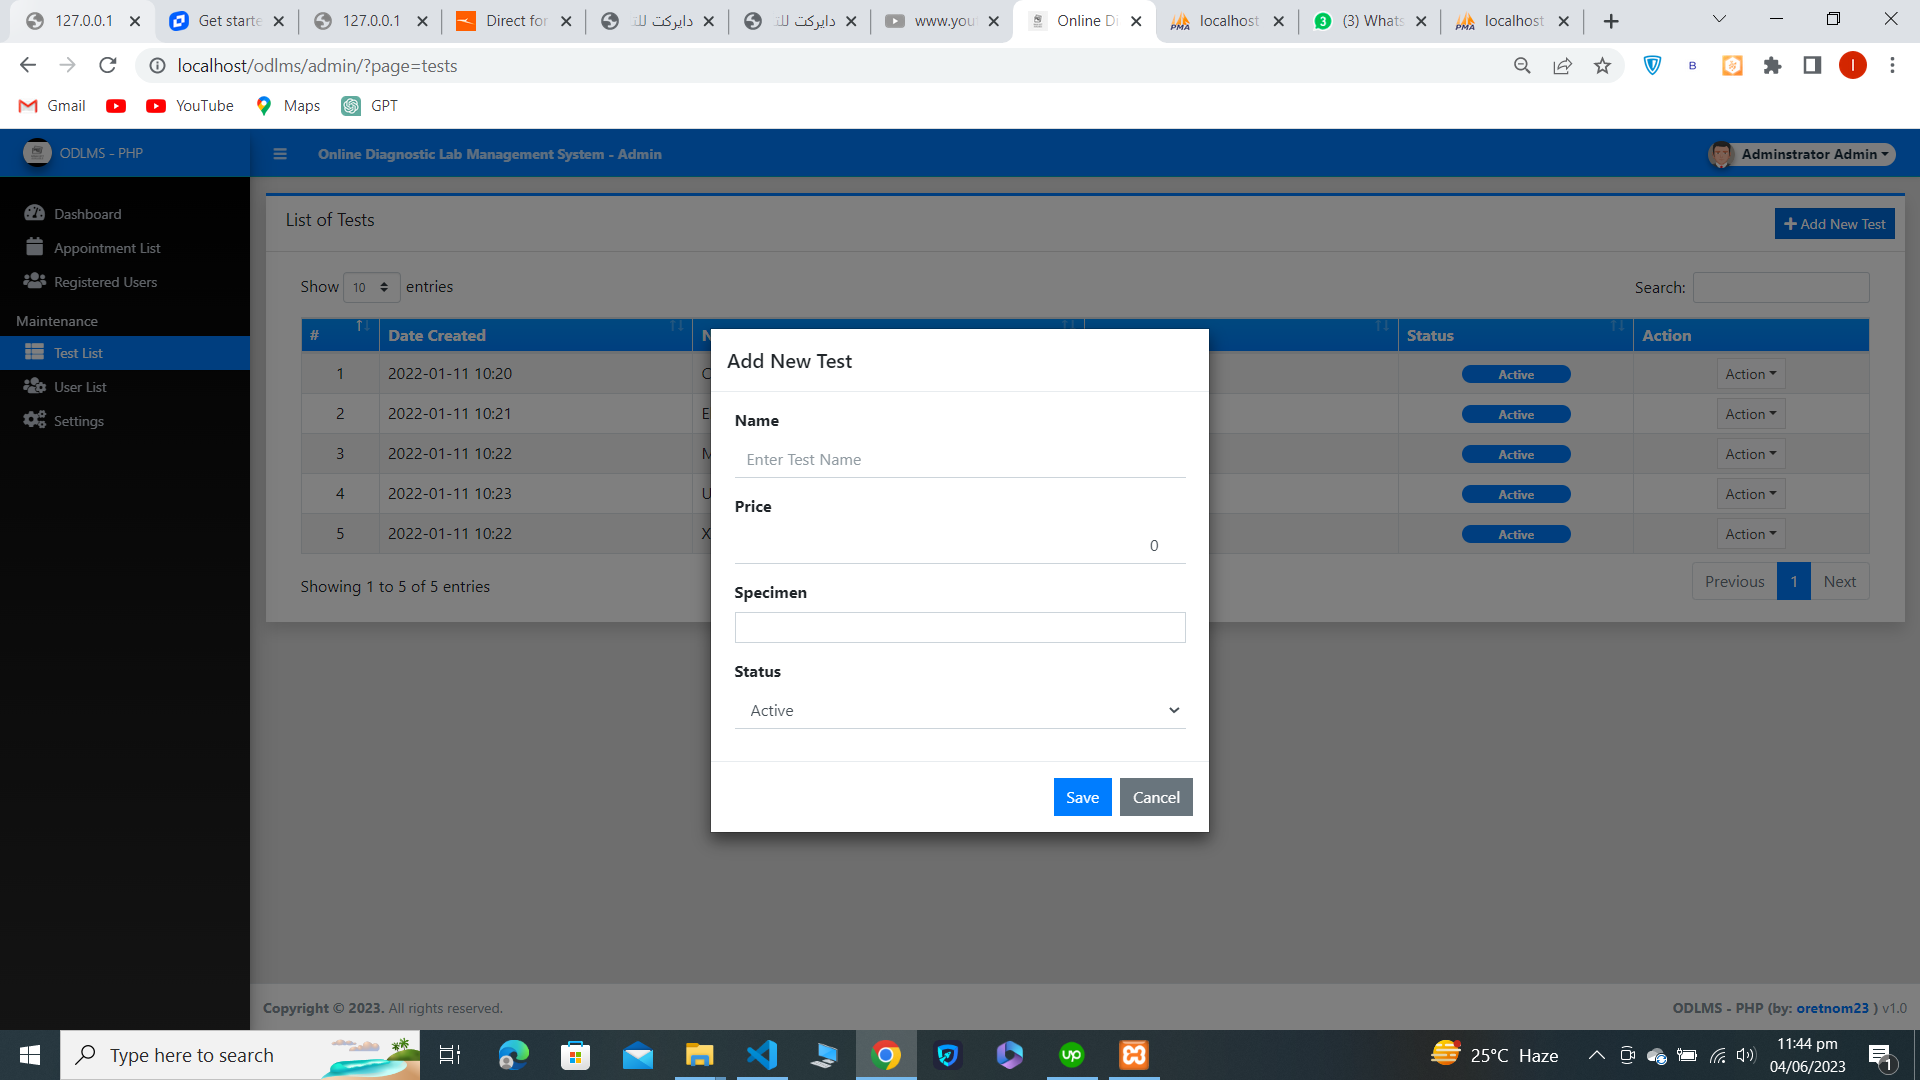 127.0.0.1
Get starte
127.0.0.1
Direct for
دايركت للت
دايركت للت
www.you
Online Di
localhost
(3) Whats
localhost
localhost/odlms/admin/?page=tests
B
I
Gmail
YouTube
Maps
GPT
ODLMS - PHP
Online Diagnostic Lab Management System - Admin
Adminstrator Admin
Dashboard
Appointment List
Registered Users
Maintenance
Test List
User List
Settings
List of Tests
Add New Test
Show 10 entries
Search:
# Date Created N Status Action
1 2022-01-11 10:20 C Active Action
2 2022-01-11 10:21 E Active Action
3 2022-01-11 10:22 M Active Action
4 2022-01-11 10:23 U Active Action
5 2022-01-11 10:22 X Active Action
Showing 1 to 5 of 5 entries
Previous 1 Next
Add New Test
Name
Enter Test Name
Price
0
Specimen
Status
Active
Save Cancel
Copyright © 2023. All rights reserved.
ODLMS - PHP (by: oretnom23 ) v1.0
Type here to search
25°C Haze
11:44 pm
04/06/2023
1